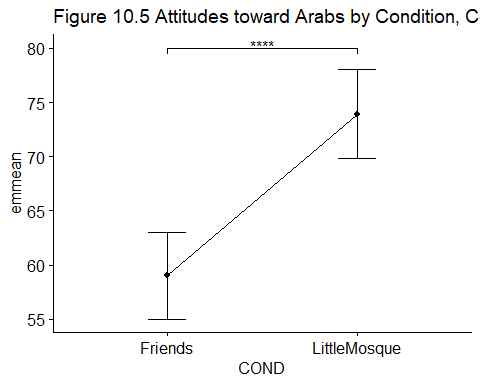 Figure 10.5 Attitudes toward Arabs by Condition, C
80
****
75
70
65
60
55
emmean
Friends
LittleMosque
COND